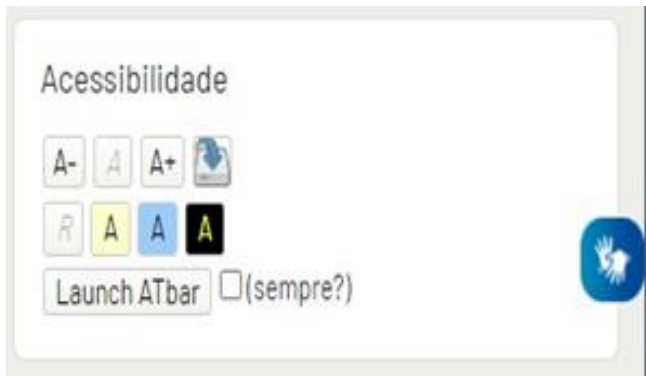 Acessibilidade
A- A A+
R A A A
Launch ATbar (sempre?)